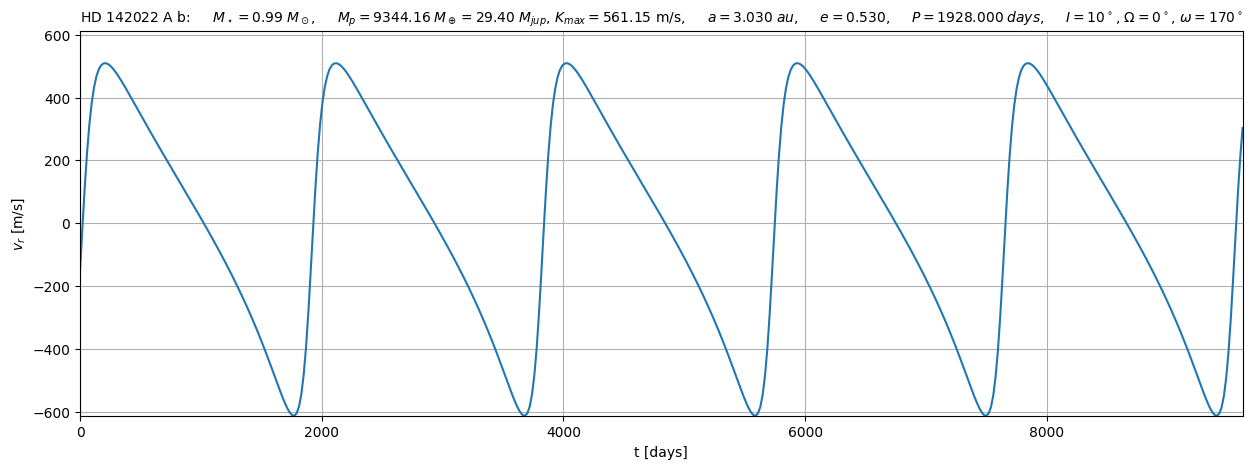 HD 142022 A b: M⋆ = 0.99 M⊙, Mp = 9344.16 M⊕ = 29.40 Mjup, Kmax = 561.15 m/s, a = 3.030 au, e = 0.530, P = 1928.000 days, I = 10°, Ω = 0°, ω = 170°
600
400
200
0
−200
−400
−600
vr [m/s]
0 2000 4000 6000 8000
t [days]